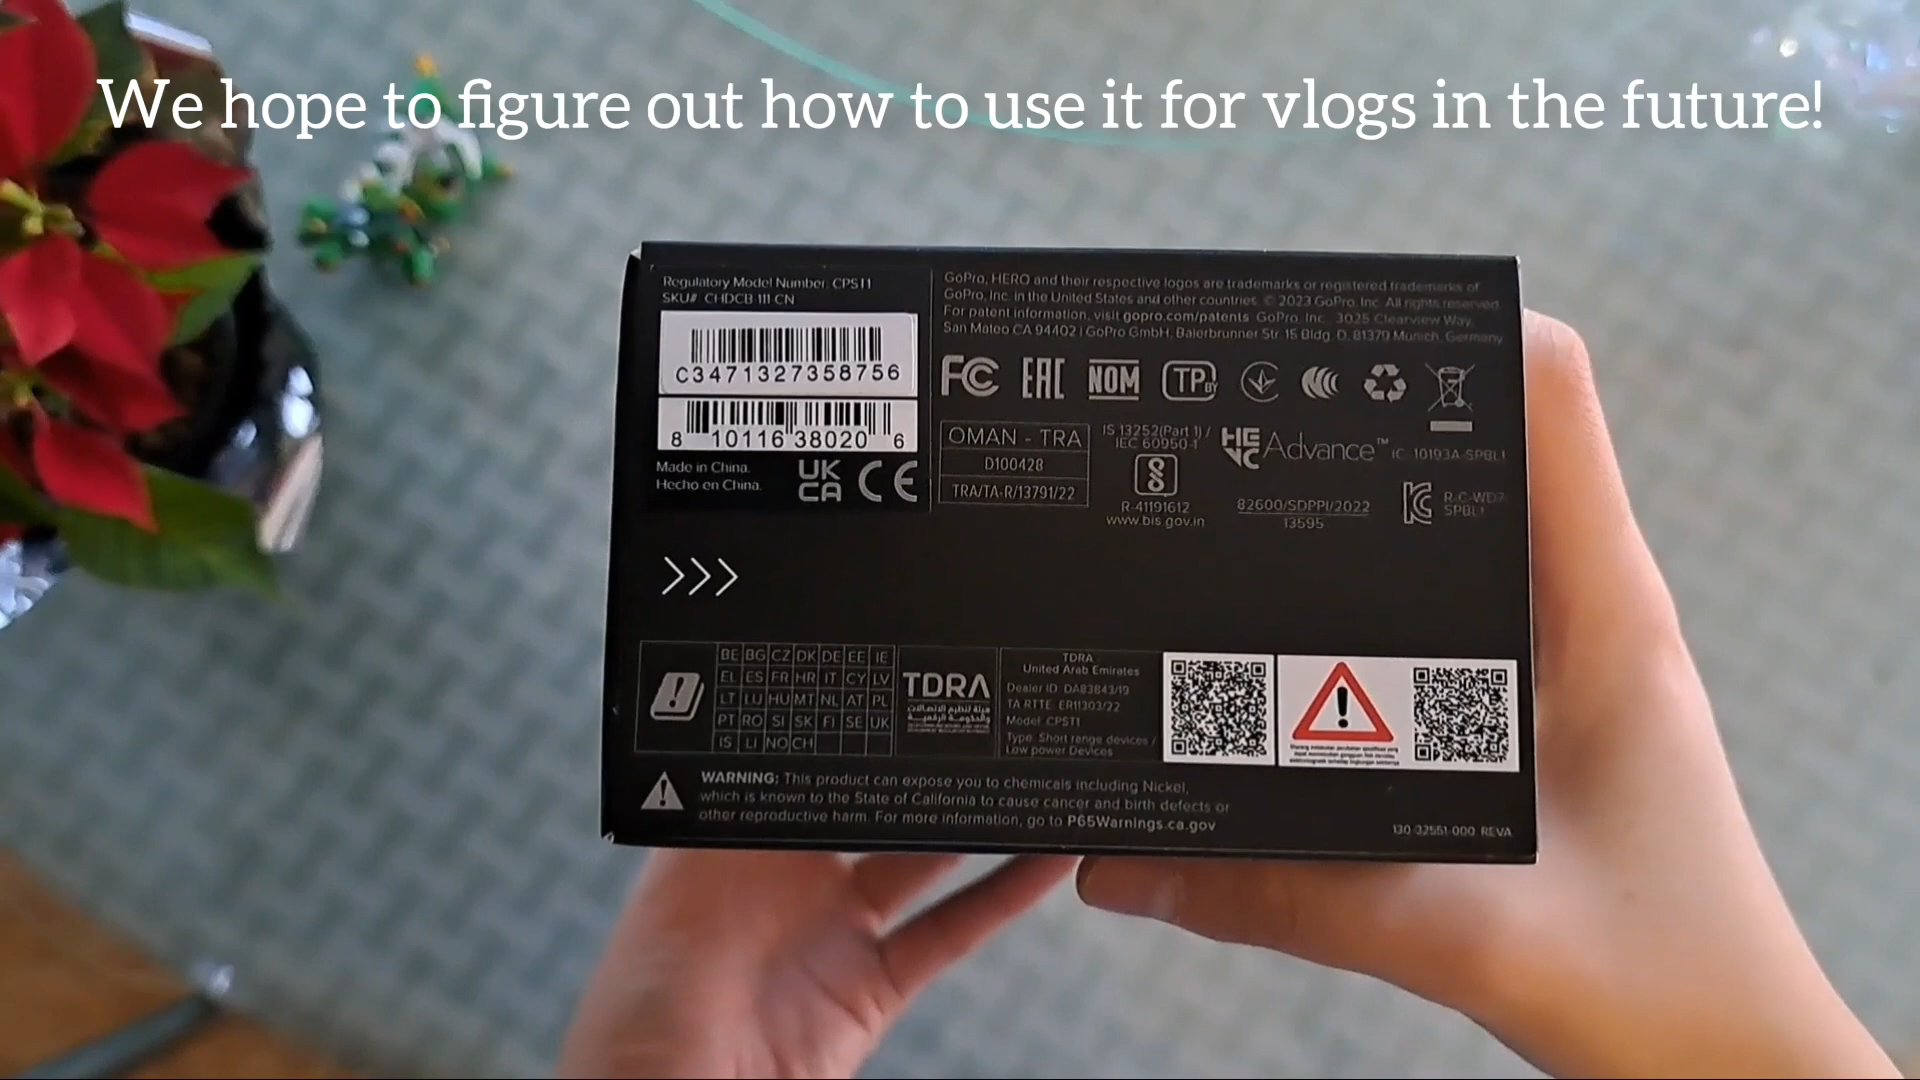 We hope to figure out how to use it for vlogs in the future!
Regulatory Model Number: CPST1
SKU# CHDCB 111 CN
C3471327358756
8 10116 38020 6
Made in China.
Hecho en China.
UK
CA CE
GoPro, HERO and their respective logos are trademarks or registered trademarks of
GoPro, Inc. in the United States and other countries. © 2023 GoPro, Inc. All rights reserved.
For patent information, visit gopro.com/patents GoPro, Inc. 3025 Clearview Way,
San Mateo CA 94402 | GoPro GmbH, Baierbrunner Str. 15 Bldg. D, 81379 Munich, Germany
FC EAC NOM TP BY
OMAN - TRA
D100428
TRA/TA-R/13791/22
IS 13252(Part 1) /
IEC 60950-1
R-41191612
www.bis.gov.in
HEVC Advance™
IC: 10193A-SPBL1
82600/SDPPI/2022
13595
R-C-WD7-
SPBL1
>>>
BE BG CZ DK DE EE IE
EL ES FR HR IT CY LV
LT LU HU MT NL AT PL
PT RO SI SK FI SE UK
IS LI NO CH
TDRA
TDRA
United Arab Emirates
Dealer ID: DA83843/19
TA RTTE: ER11303/22
Model: CPST1
Type: Short range devices /
Low power Devices
WARNING: This product can expose you to chemicals including Nickel,
which is known to the State of California to cause cancer and birth defects or
other reproductive harm. For more information, go to P65Warnings.ca.gov
130-32551-000 REVA